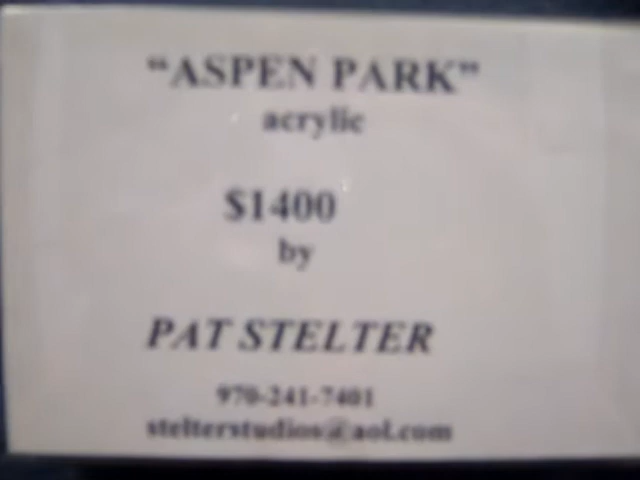 “ASPEN PARK”
acrylic
$1400
by
PAT STELTER
970-241-7401
stelterstudios@aol.com